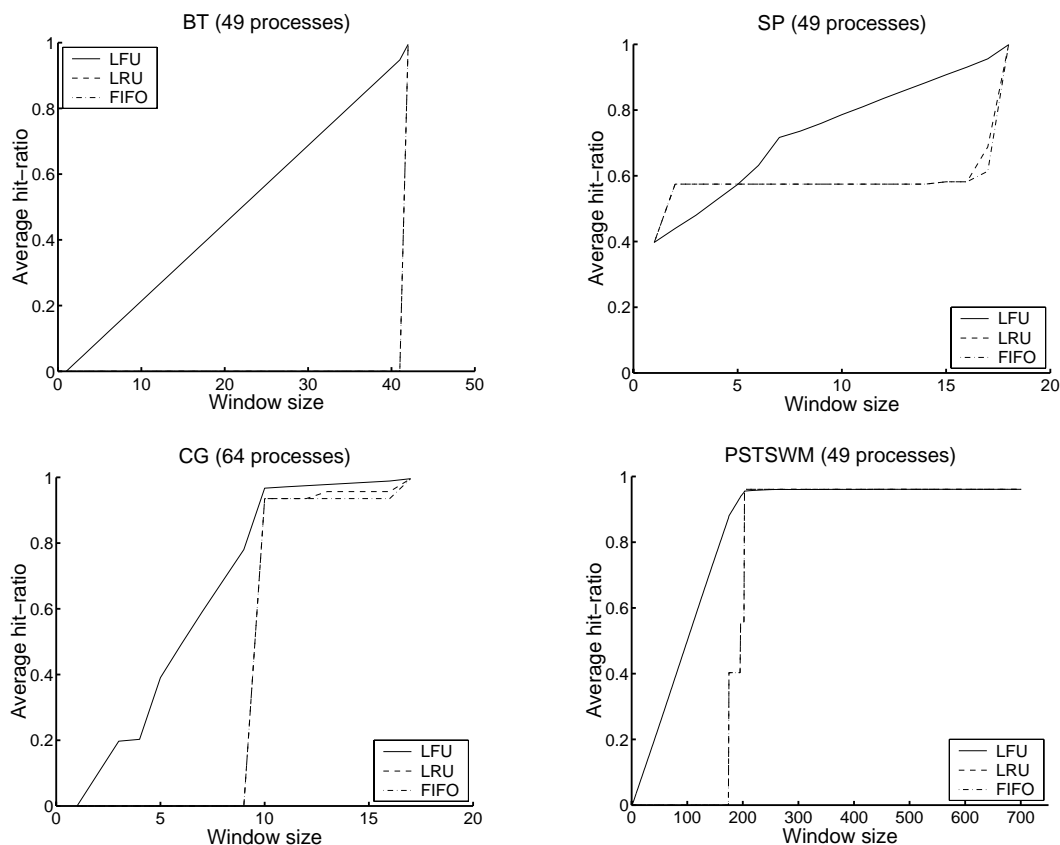 BT (49 processes)
1
0.8
0.6
0.4
0.2
0
Average hit-ratio
LFU
LRU
FIFO
0 10 20 30 40 50
Window size
SP (49 processes)
1
0.8
0.6
0.4
0.2
0
Average hit-ratio
LFU
LRU
FIFO
0 5 10 15 20
Window size
CG (64 processes)
1
0.8
0.6
0.4
0.2
0
Average hit-ratio
LFU
LRU
FIFO
0 5 10 15 20
Window size
PSTSWM (49 processes)
1
0.8
0.6
0.4
0.2
0
Average hit-ratio
LFU
LRU
FIFO
0 100 200 300 400 500 600 700
Window size